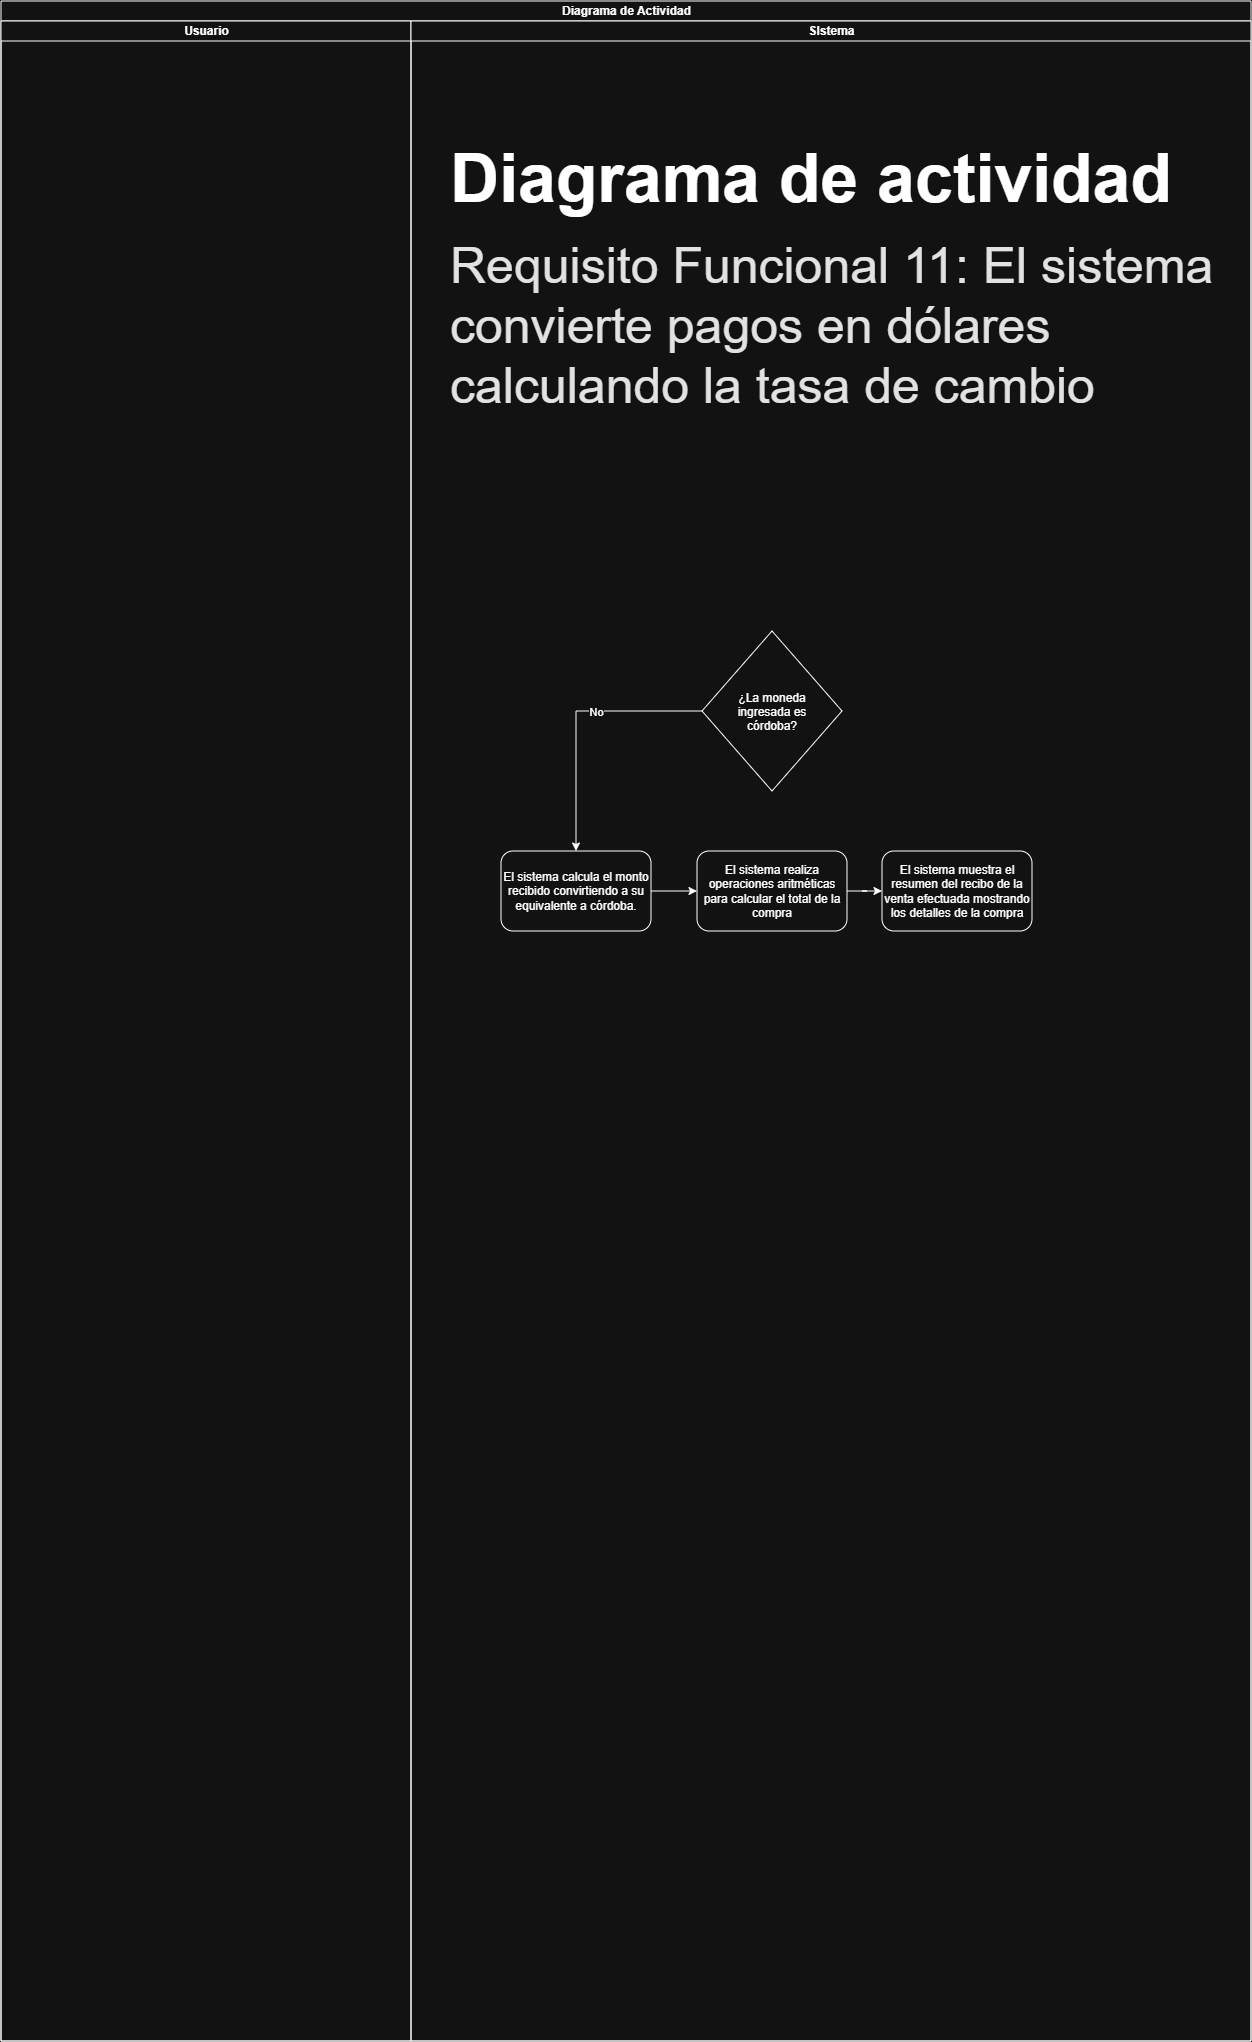 Diagrama de Actividad
Usuario
Sistema
Diagrama de actividad
Requisito Funcional 11: El sistema
convierte pagos en dólares
calculando la tasa de cambio
¿La moneda
ingresada es
córdoba?
No
El sistema calcula el monto
recibido convirtiendo a su
equivalente a córdoba.
El sistema realiza
operaciones aritméticas
para calcular el total de la
compra
El sistema muestra el
resumen del recibo de la
venta efectuada mostrando
los detalles de la compra